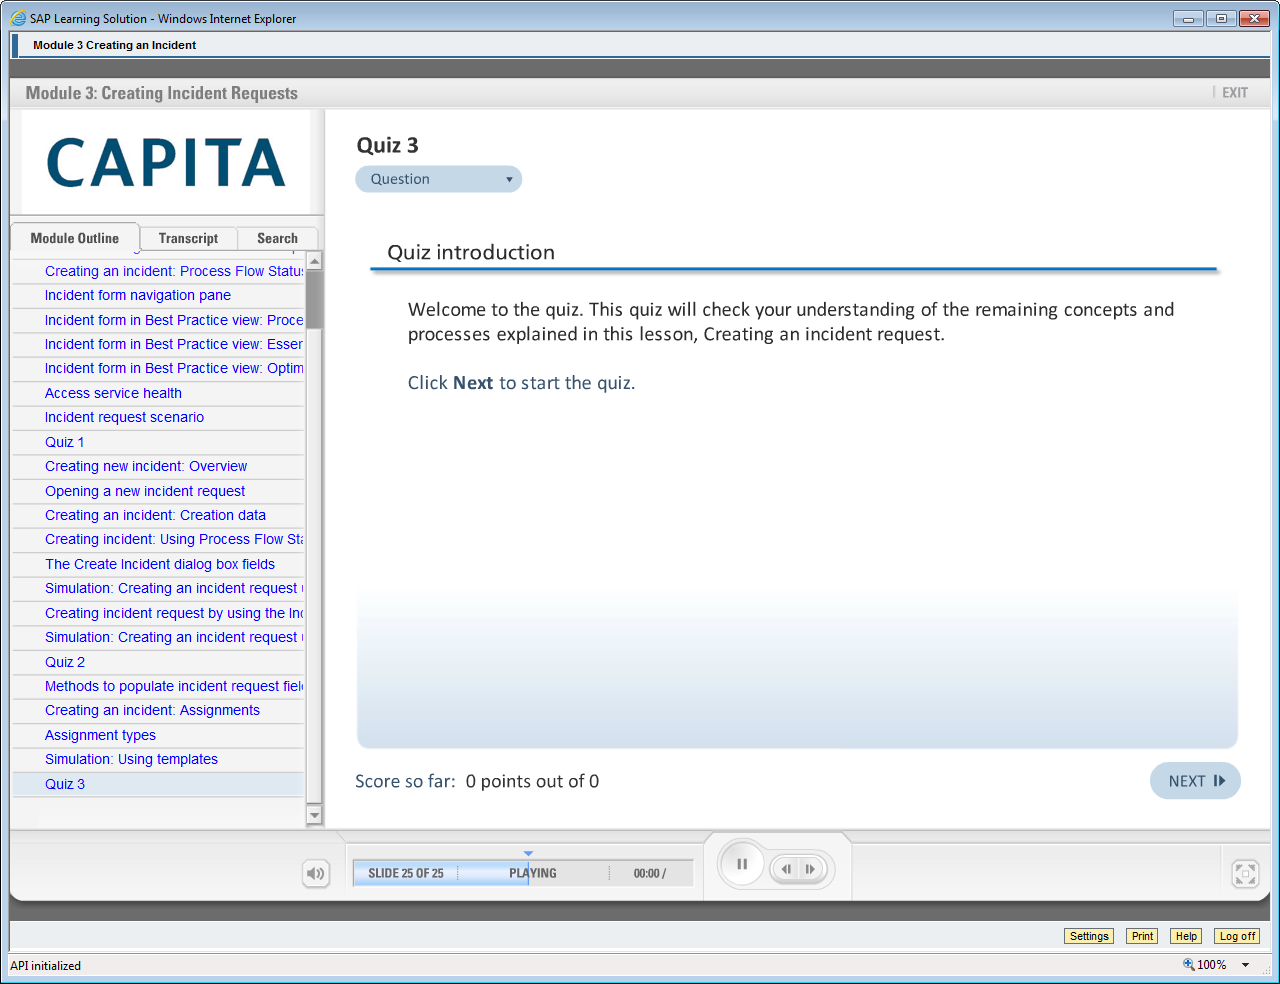 SAP Learning Solution - Windows Internet Explorer
Module 3 Creating an Incident
Module 3: Creating Incident Requests
EXIT
CAPITA
Module Outline
Transcript
Search
Creating an incident: Process Flow Status
Incident form navigation pane
Incident form in Best Practice view: Proce
Incident form in Best Practice view: Essen
Incident form in Best Practice view: Optim
Access service health
Incident request scenario
Quiz 1
Creating new incident: Overview
Opening a new incident request
Creating an incident: Creation data
Creating incident: Using Process Flow Sta
The Create Incident dialog box fields
Simulation: Creating an incident request
Creating incident request by using the Inc
Simulation: Creating an incident request
Quiz 2
Methods to populate incident request field
Creating an incident: Assignments
Assignment types
Simulation: Using templates
Quiz 3
Quiz 3
Question
Quiz introduction
Welcome to the quiz. This quiz will check your understanding of the remaining concepts and
processes explained in this lesson, Creating an incident request.
Click Next to start the quiz.
Score so far: 0 points out of 0
NEXT
SLIDE 25 OF 25
PLAYING
00:00 /
Settings
Print
Help
Log off
API initialized
100%